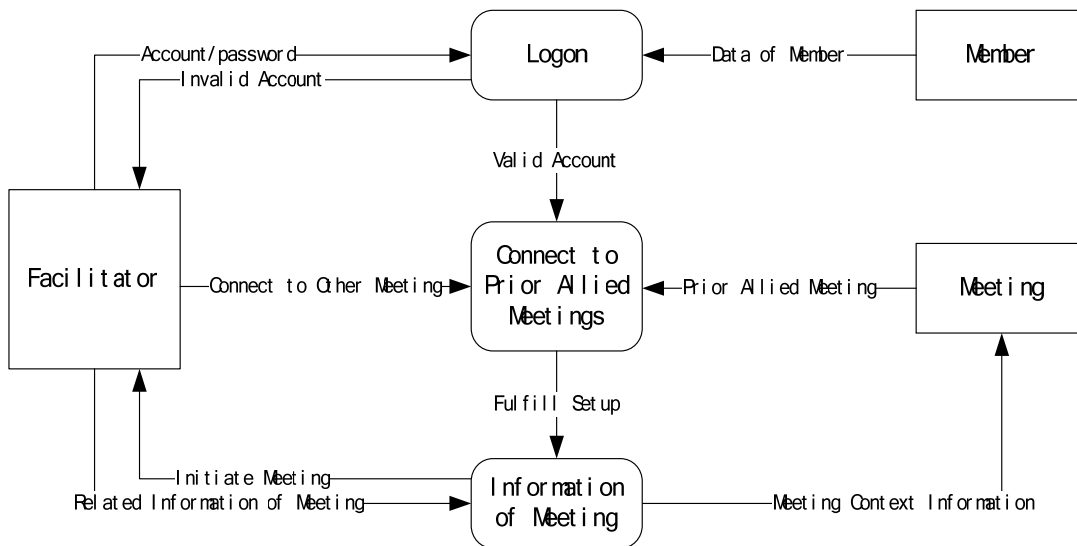 Account/password
Logon
Data of Member
Member
Invalid Account
Valid Account
Facilitator
Connect to Other Meeting
Connect to
Prior Allied
Meetings
Prior Allied Meeting
Meeting
Fulfill Setup
Initiate Meeting
Related Information of Meeting
Information
of Meeting
Meeting Context Information